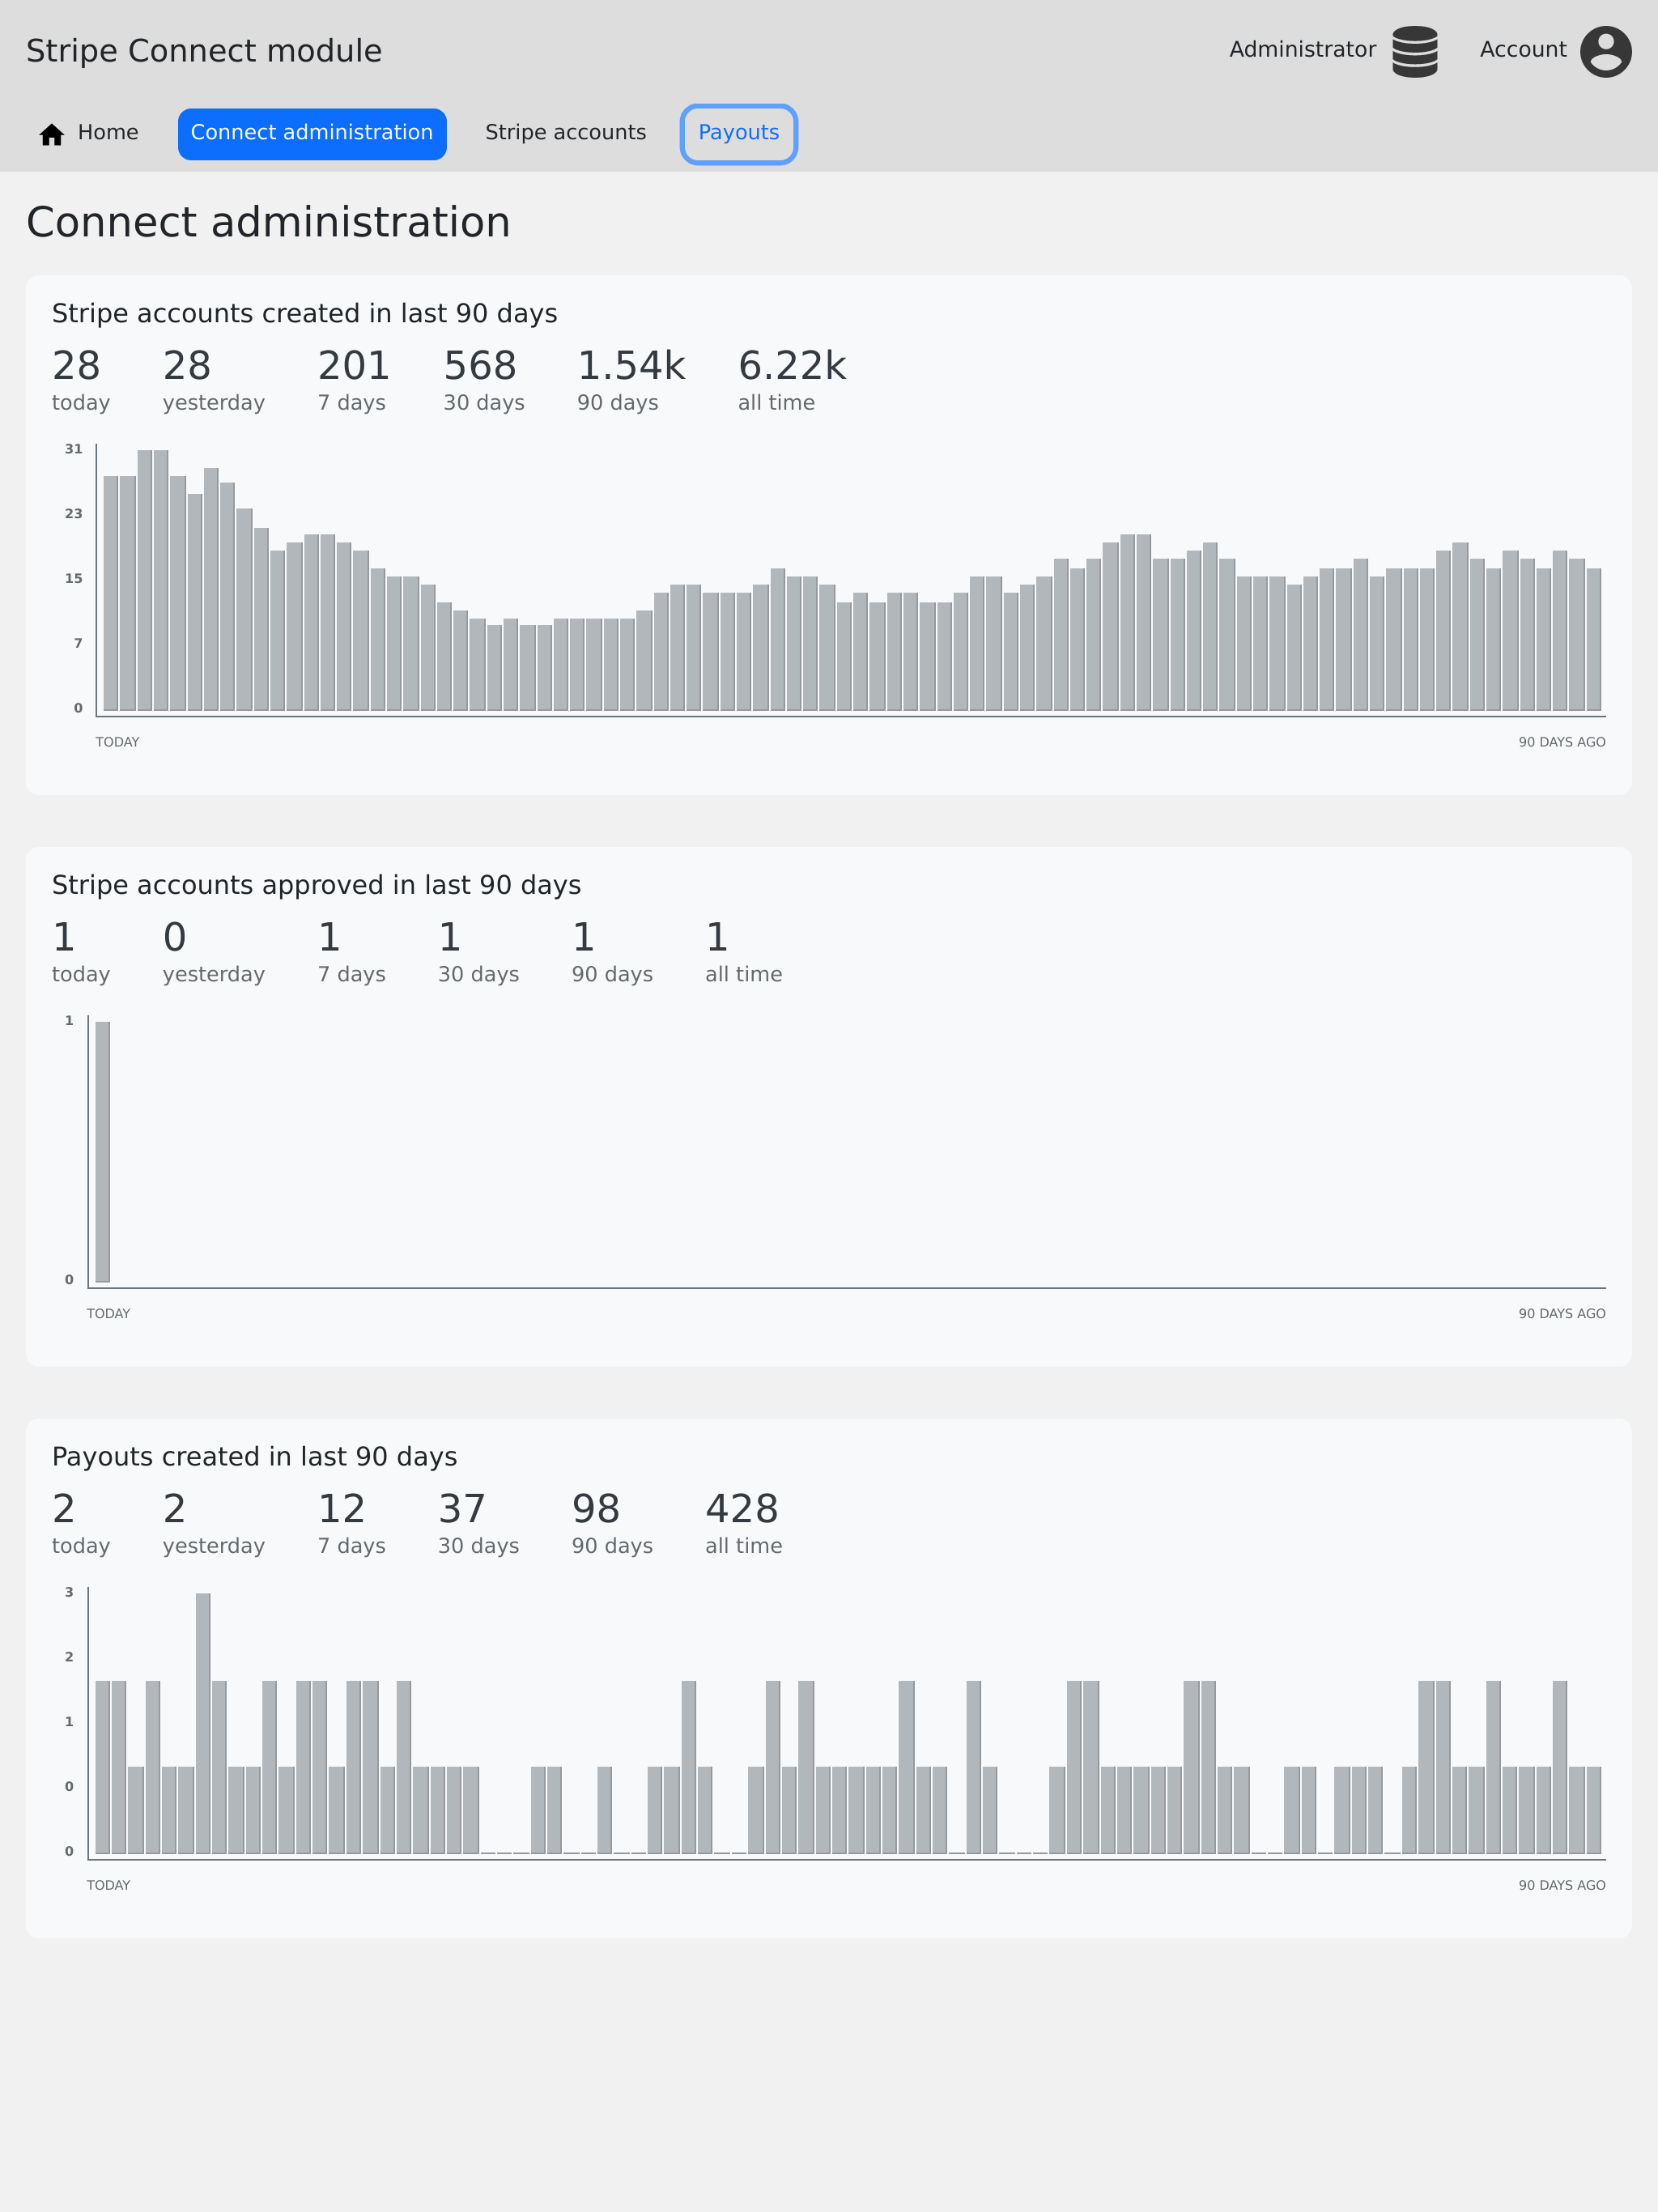 Stripe Connect module
Administrator
Account
Home
Connect administration
Stripe accounts
Payouts
Connect administration
Stripe accounts created in last 90 days
28 28 201 568 1.54k 6.22k
today yesterday 7 days 30 days 90 days all time
31
23
15
7
0
TODAY 90 DAYS AGO
Stripe accounts approved in last 90 days
1 0 1 1 1 1
today yesterday 7 days 30 days 90 days all time
1
0
TODAY 90 DAYS AGO
Payouts created in last 90 days
2 2 12 37 98 428
today yesterday 7 days 30 days 90 days all time
3
2
1
0
0
TODAY 90 DAYS AGO